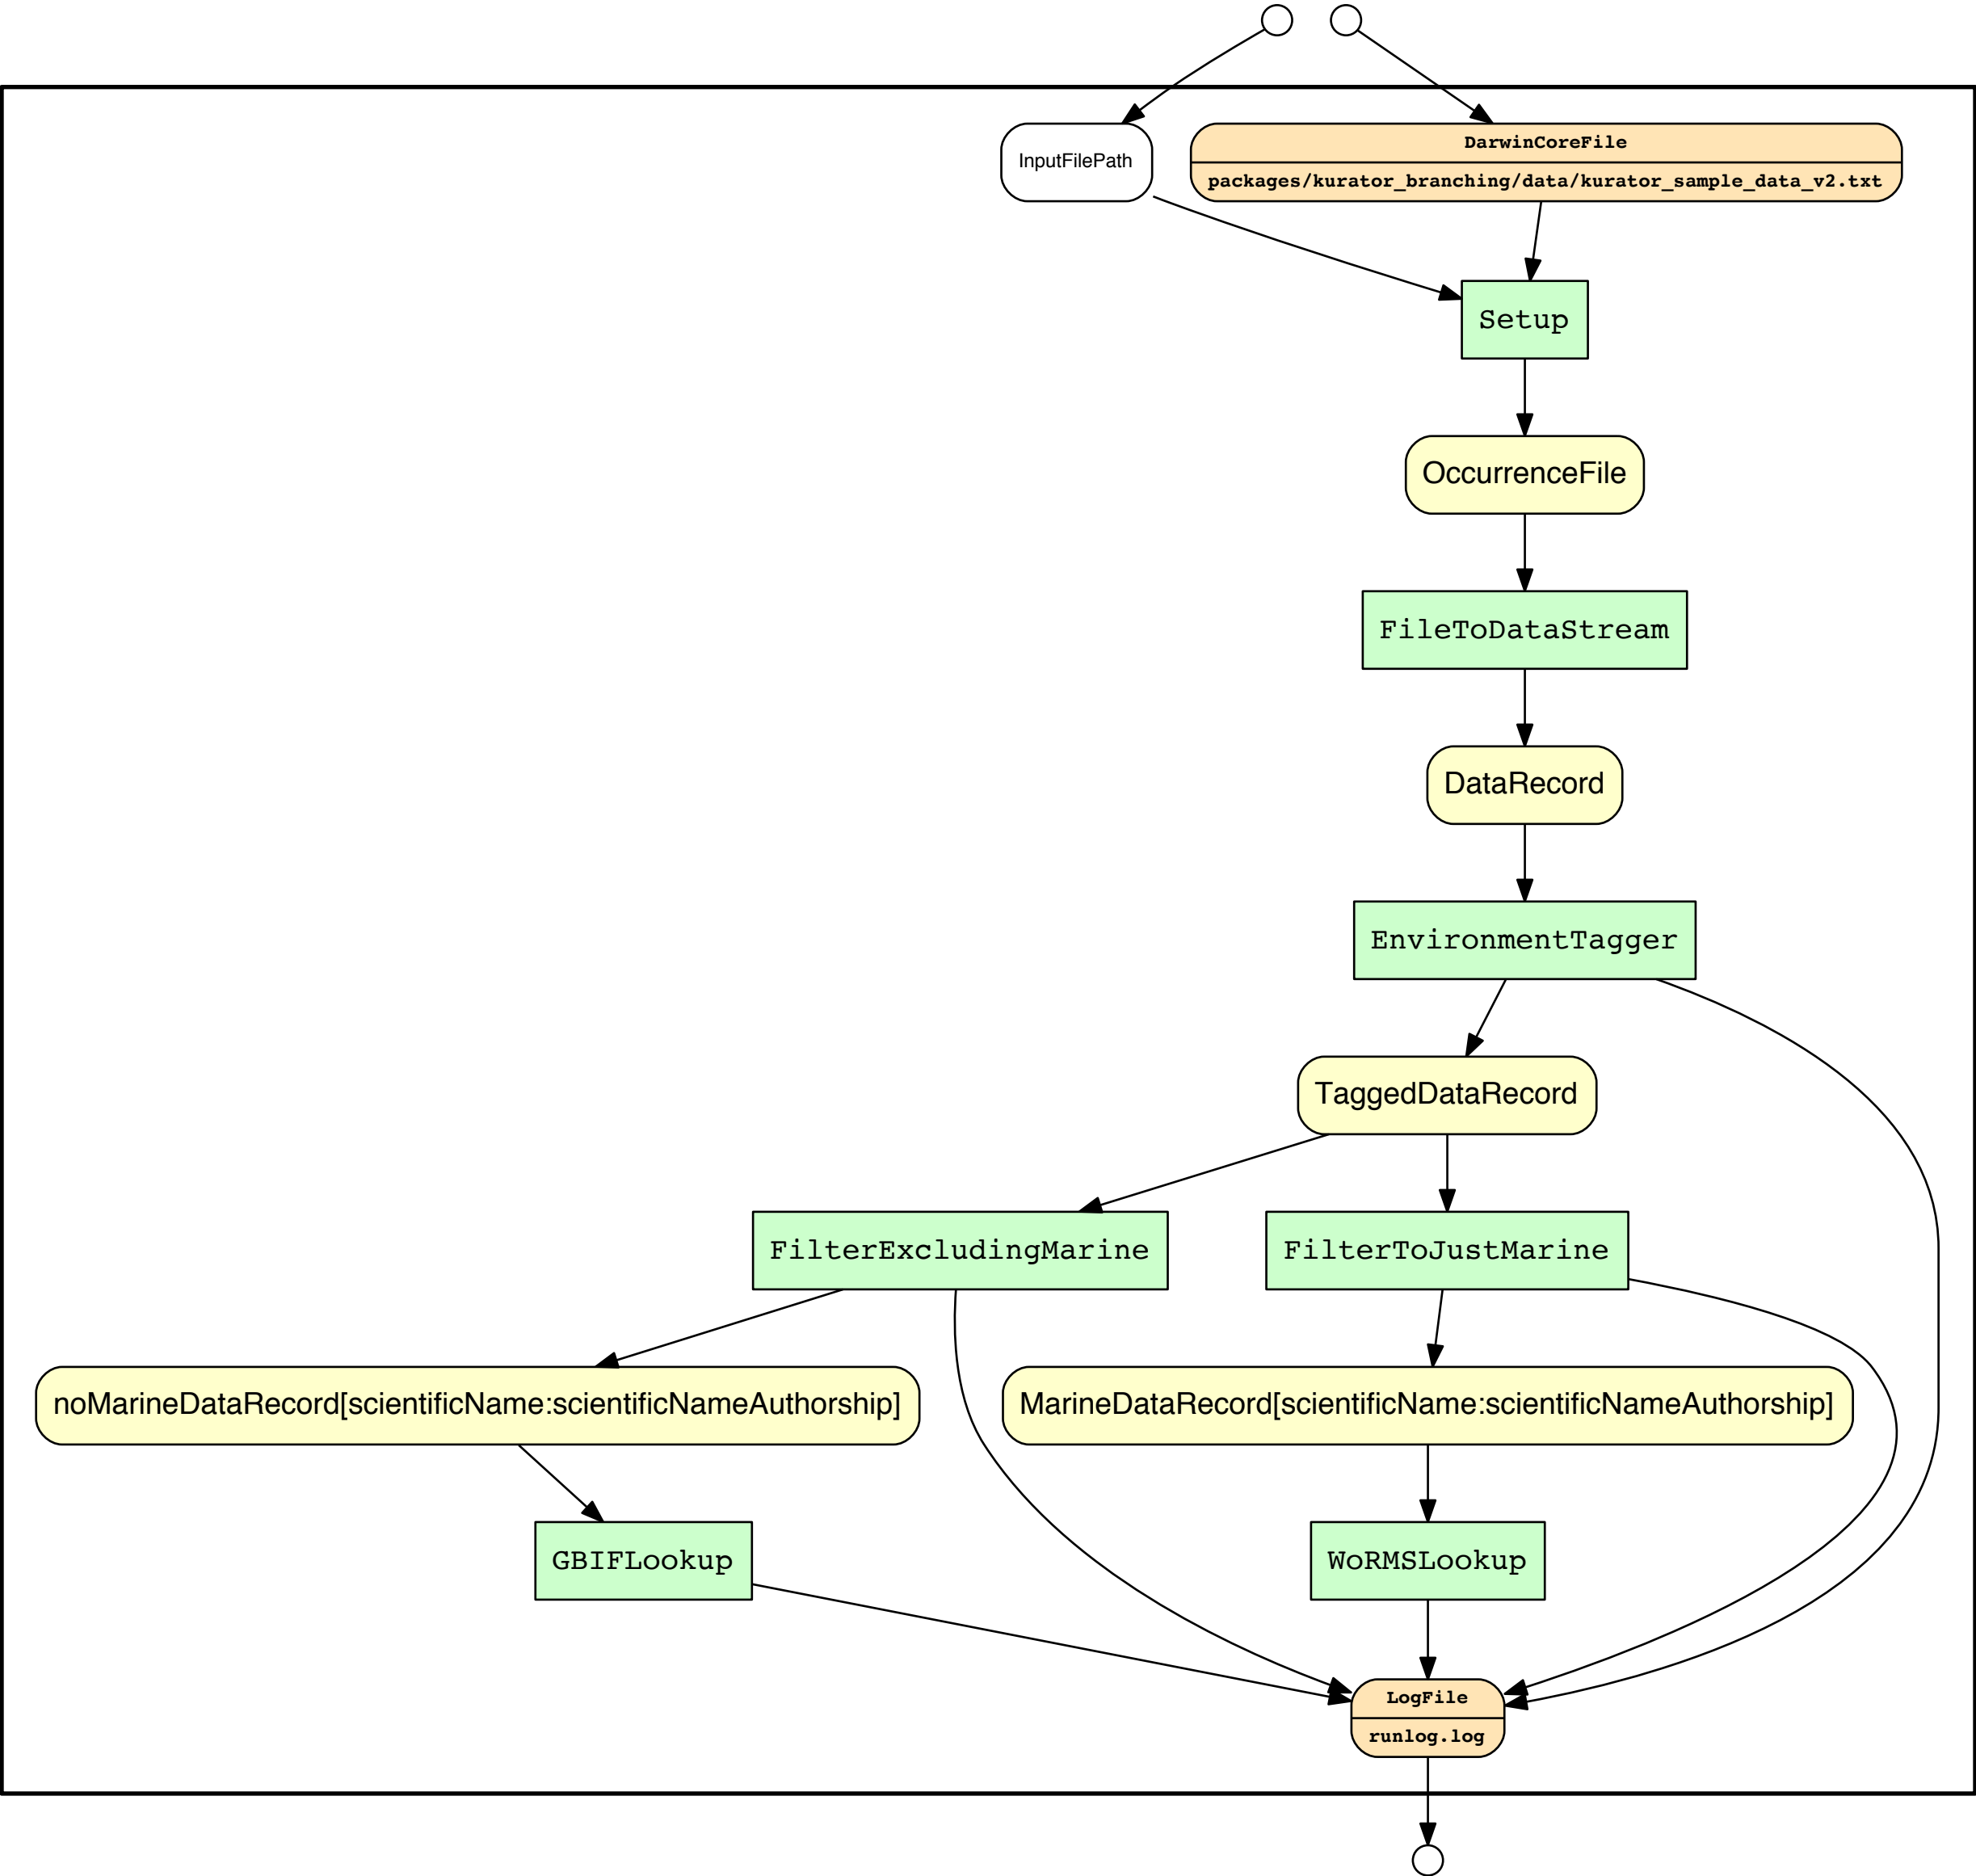 InputFilePath
DarwinCoreFile
packages/kurator_branching/data/kurator_sample_data_v2.txt
Setup
OccurrenceFile
FileToDataStream
DataRecord
EnvironmentTagger
TaggedDataRecord
FilterExcludingMarine
FilterToJustMarine
noMarineDataRecord[scientificName:scientificNameAuthorship]
MarineDataRecord[scientificName:scientificNameAuthorship]
GBIFLookup
WoRMSLookup
LogFile
runlog.log